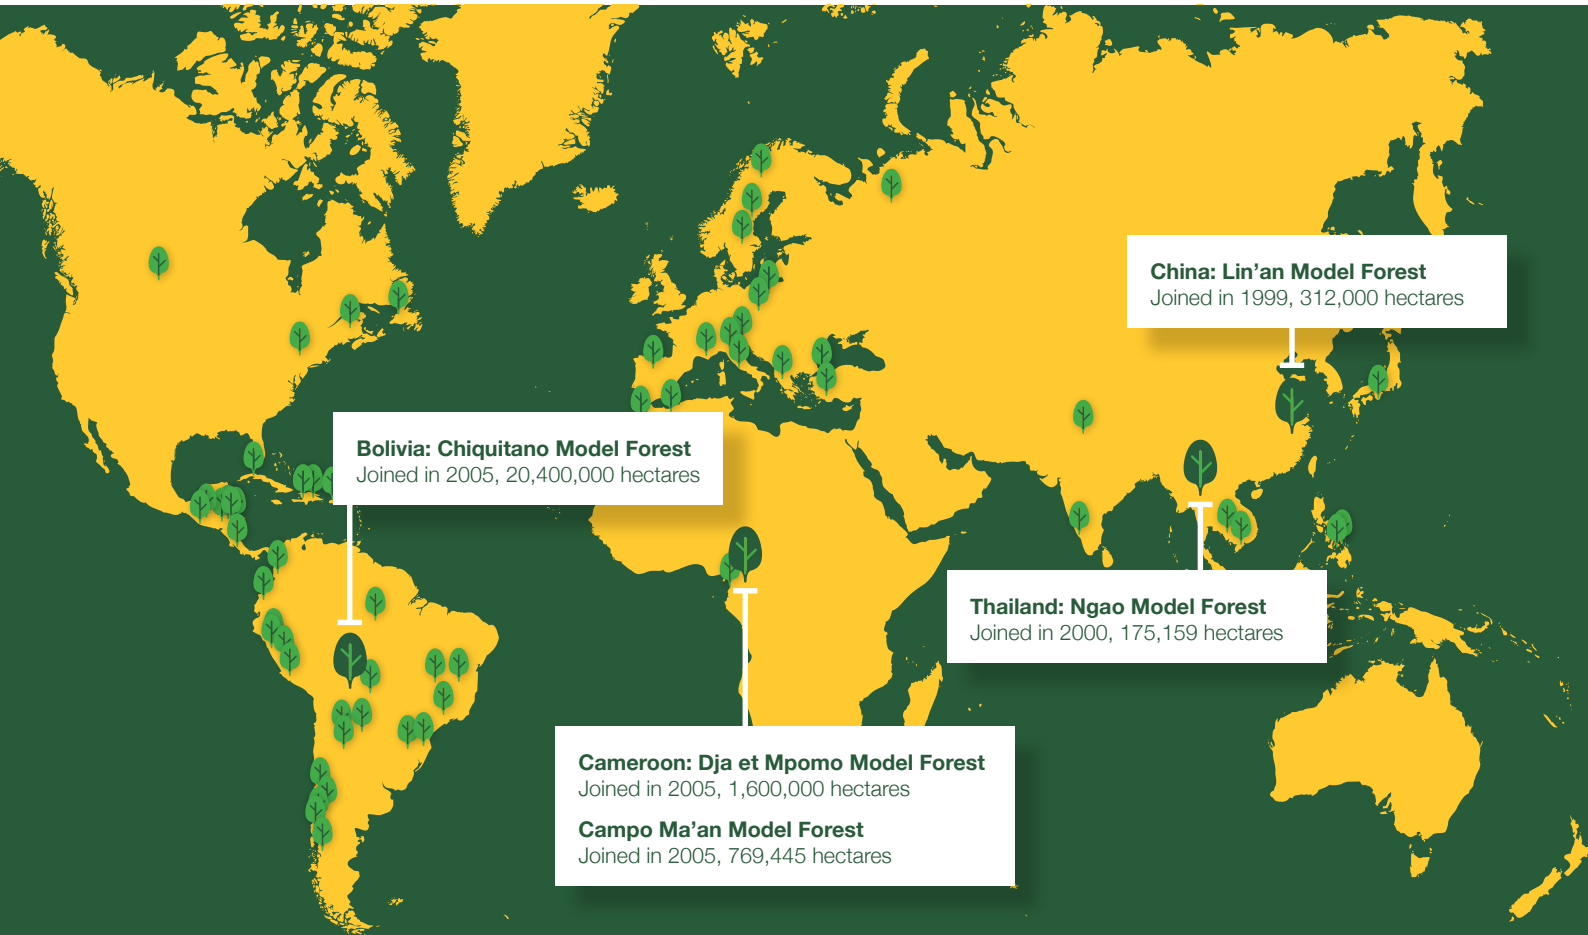 China: Lin’an Model Forest
Joined in 1999, 312,000 hectares
Bolivia: Chiquitano Model Forest
Joined in 2005, 20,400,000 hectares
Thailand: Ngao Model Forest
Joined in 2000, 175,159 hectares
Cameroon: Dja et Mpomo Model Forest
Joined in 2005, 1,600,000 hectares
Campo Ma’an Model Forest
Joined in 2005, 769,445 hectares